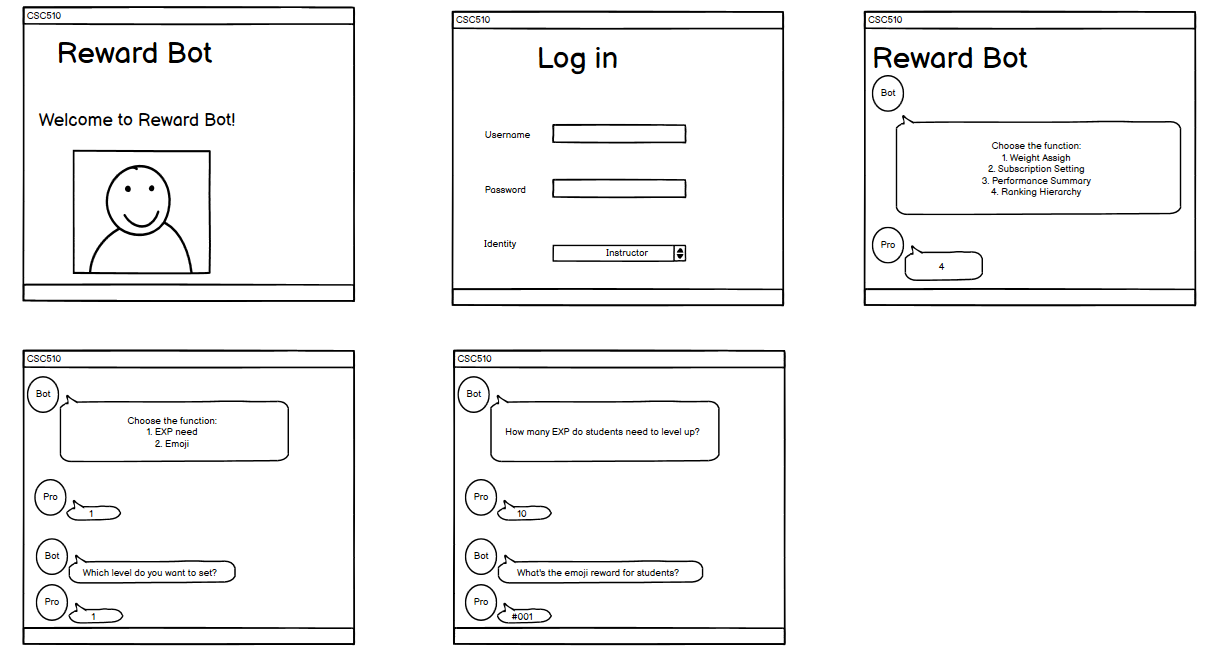 CSC510
Reward Bot
Welcome to Reward Bot!
CSC510
Log in
Username
Password
Identity
Instructor
CSC510
Reward Bot
Bot
Choose the function:
1. Weight Assigh
2. Subscription Setting
3. Performance Summary
4. Ranking Hierarchy
Pro
4
CSC510
Bot
Choose the function:
1. EXP need
2. Emoji
Pro
1
Bot
Which level do you want to set?
Pro
1
CSC510
Bot
How many EXP do students need to level up?
Pro
10
Bot
What's the emoji reward for students?
Pro
#001